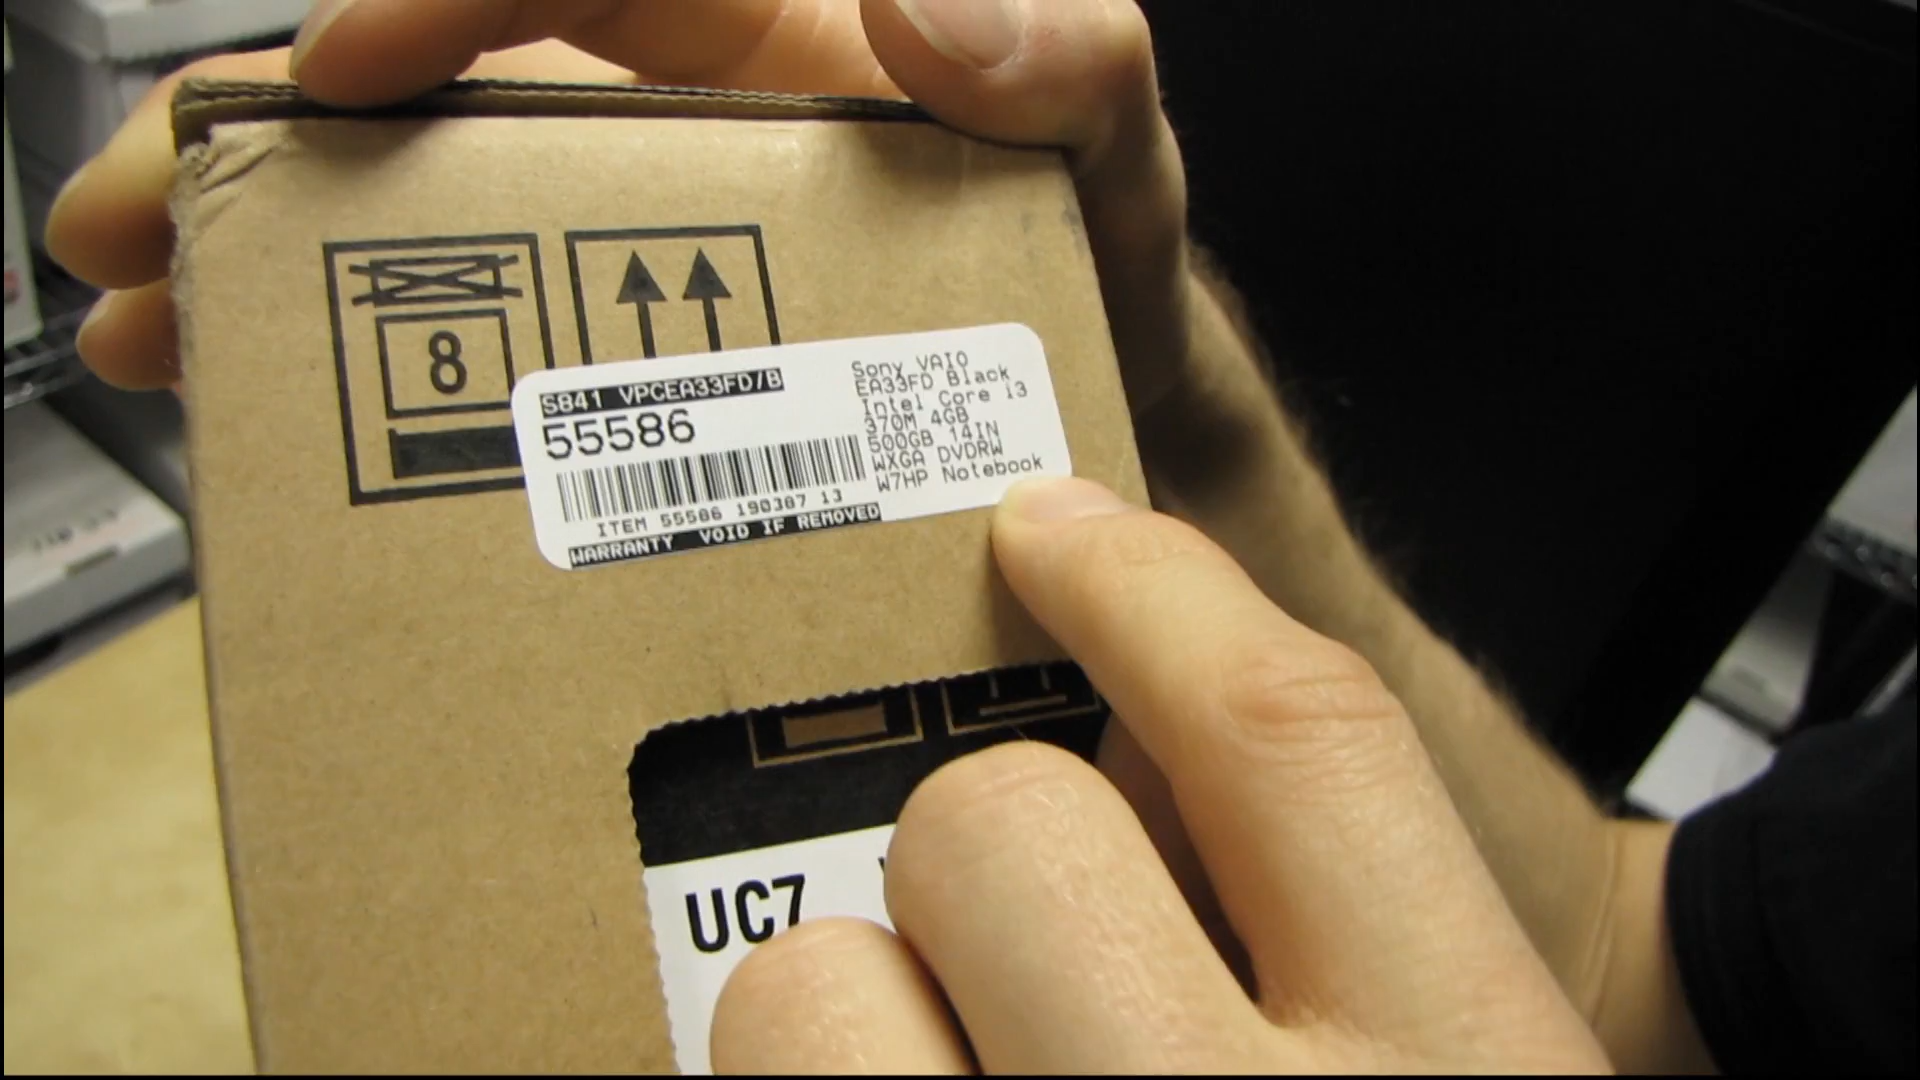 8
S841 VPCEA33FD/B
55586
ITEM 55586 190387 13
WARRANTY VOID IF REMOVED
Sony VAIO
EA33FD Black
Intel Core i3
370M 4GB
500GB 14IN
WXGA DVDRW
W7HP Notebook
UC7